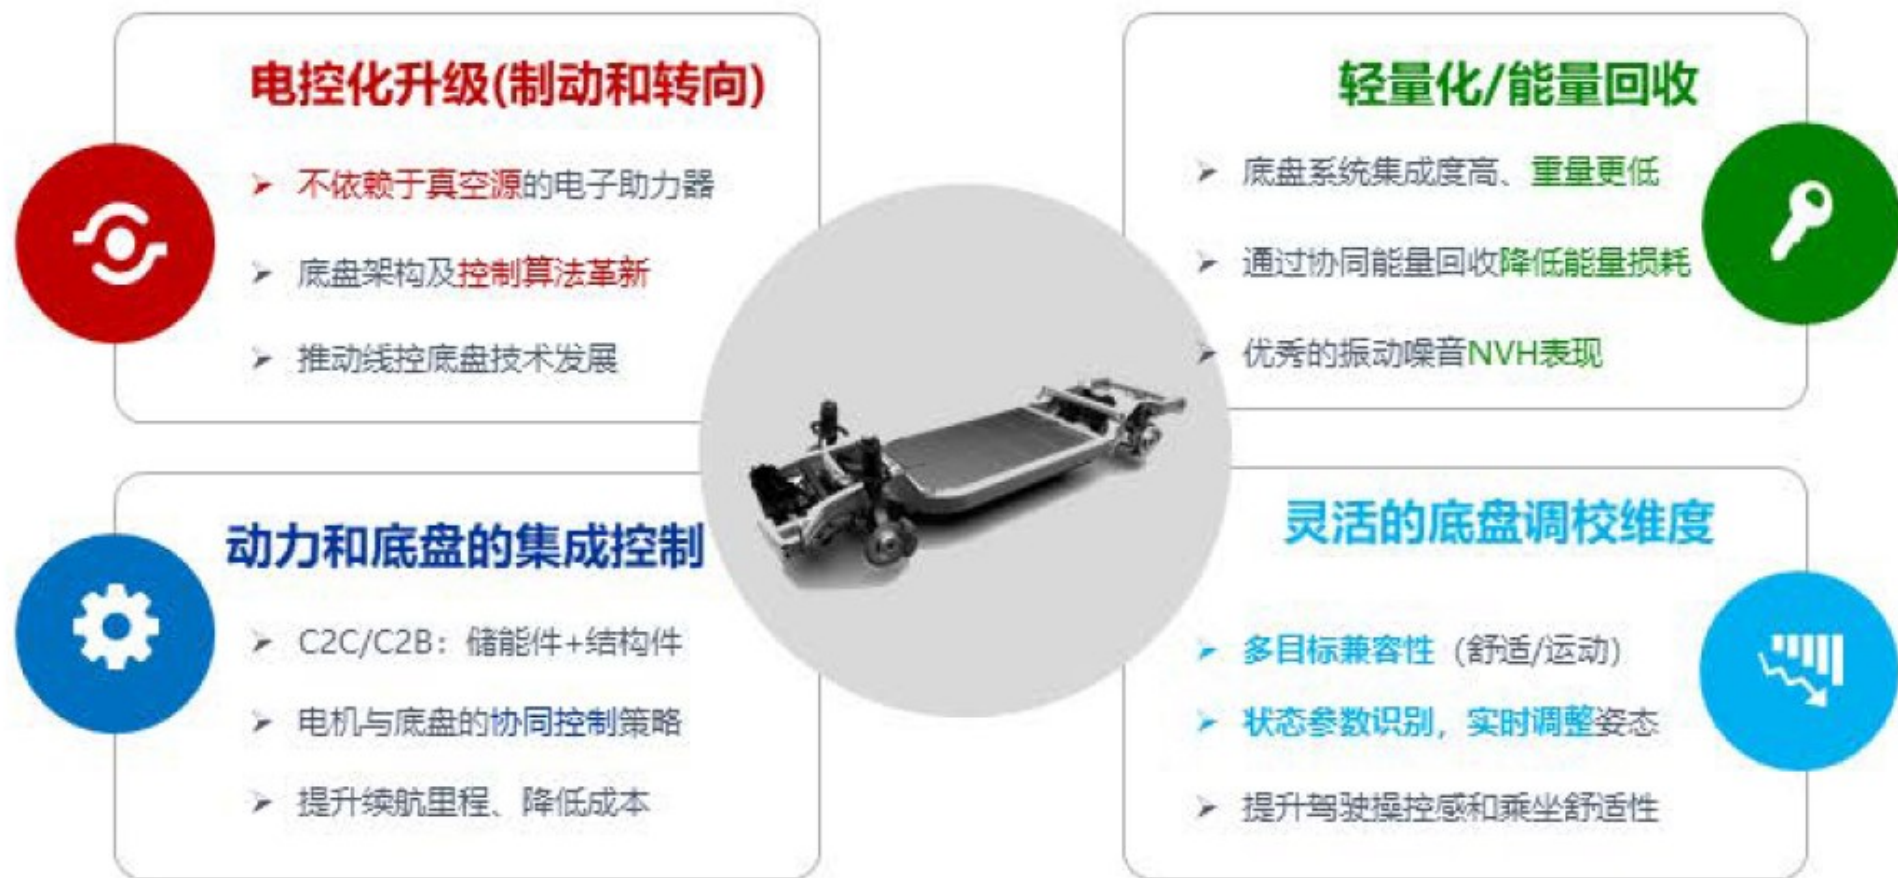 电控化升级(制动和转向)
不依赖于真空源的电子助力器
底盘架构及控制算法革新
推动线控底盘技术发展
轻量化/能量回收
底盘系统集成度高、重量更低
通过协同能量回收降低能量损耗
优秀的振动噪音NVH表现
动力和底盘的集成控制
C2C/C2B：储能件+结构件
电机与底盘的协同控制策略
提升续航里程、降低成本
灵活的底盘调校维度
多目标兼容性（舒适/运动）
状态参数识别，实时调整姿态
提升驾驶操控感和乘坐舒适性